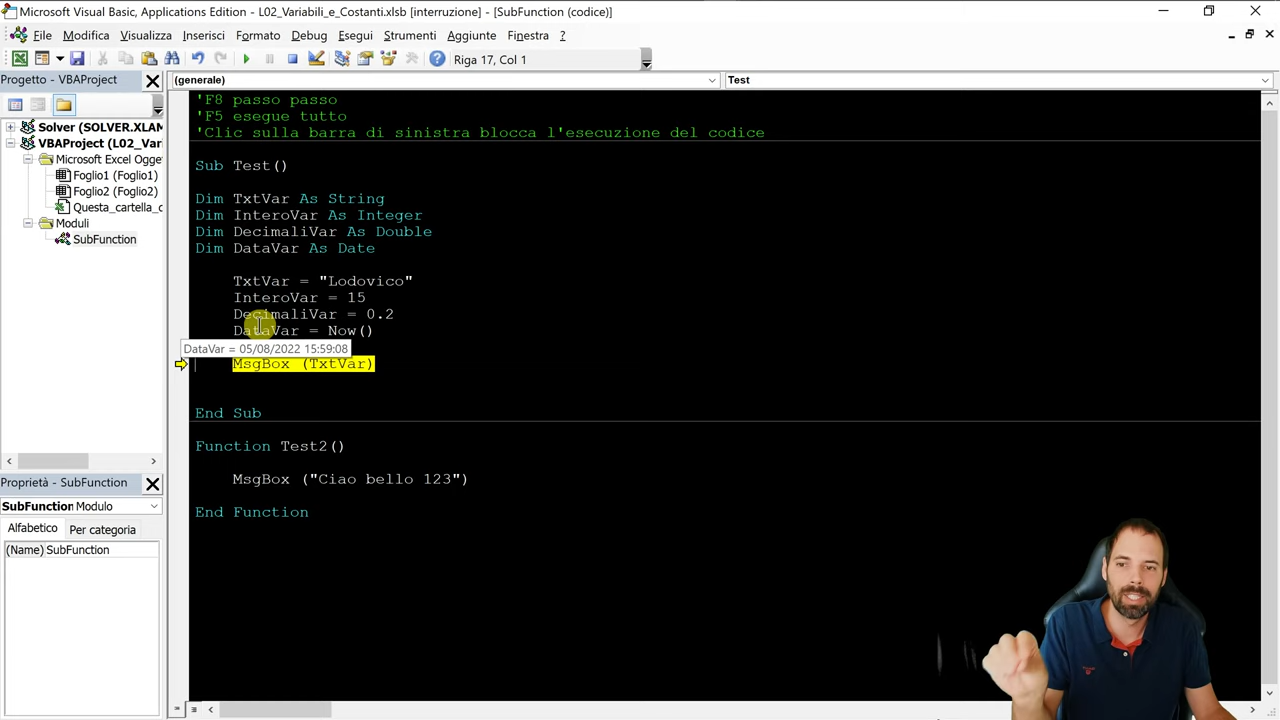 Microsoft Visual Basic, Applications Edition - L02_Variabili_e_Costanti.xlsb [interruzione] - [SubFunction (codice)]
File Modifica Visualizza Inserisci Formato Debug Esegui Strumenti Aggiunte Finestra ?
Riga 17, Col 1
Progetto - VBAProject
(generale)
Test
Solver (SOLVER.XLAM
VBAProject (L02_Vari
Microsoft Excel Ogge
Foglio1 (Foglio1)
Foglio2 (Foglio2)
Questa_cartella_c
Moduli
SubFunction
'F8 passo passo
'F5 esegue tutto
'Clic sulla barra di sinistra blocca l'esecuzione del codice
Sub Test()
Dim TxtVar As String
Dim InteroVar As Integer
Dim DecimaliVar As Double
Dim DataVar As Date
TxtVar = "Lodovico"
InteroVar = 15
DecimaliVar = 0.2
DataVar = Now()
DataVar = 05/08/2022 15:59:08
MsgBox (TxtVar)
End Sub
Function Test2()
MsgBox ("Ciao bello 123")
End Function
Proprietà - SubFunction
SubFunction Modulo
Alfabetico Per categoria
(Name) SubFunction